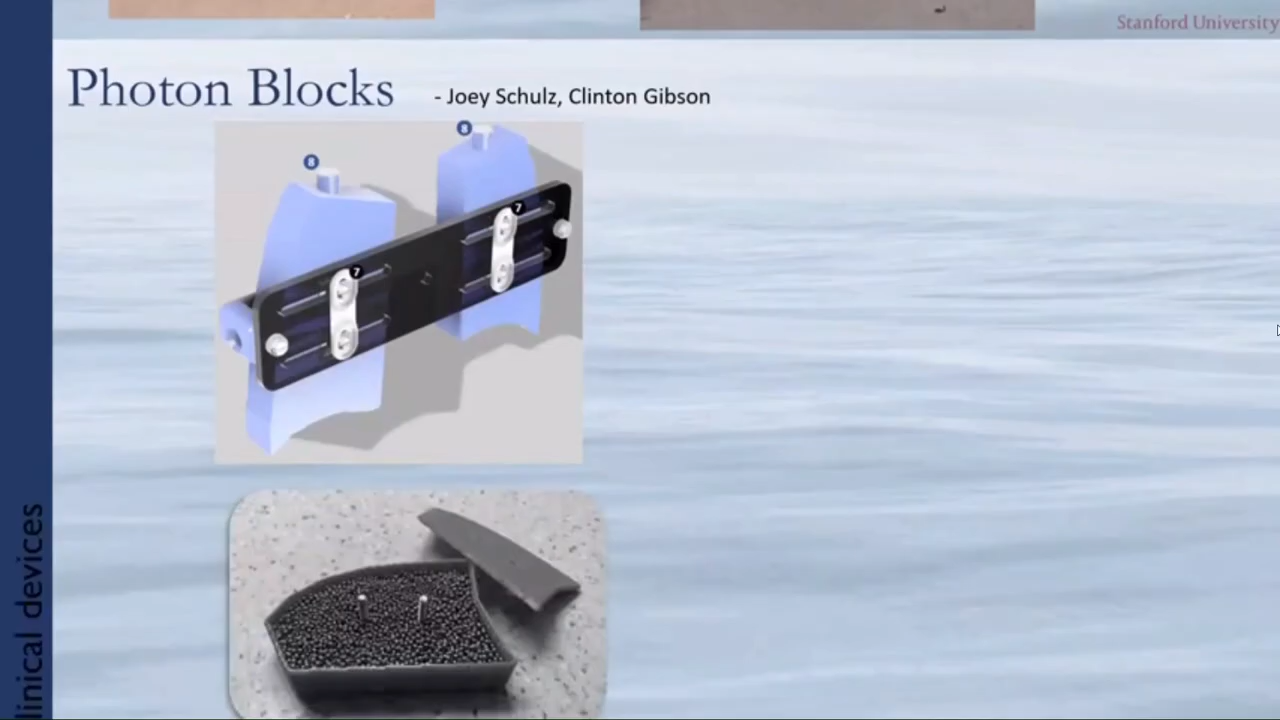 Stanford University
Photon Blocks
- Joey Schulz, Clinton Gibson
8
8
7
7
linical devices